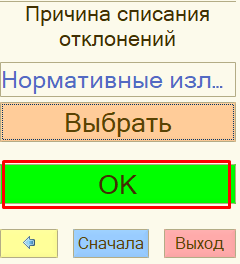 Причина списания
отклонений
Нормативные изл...
Выбрать
OK
Сначала
Выход